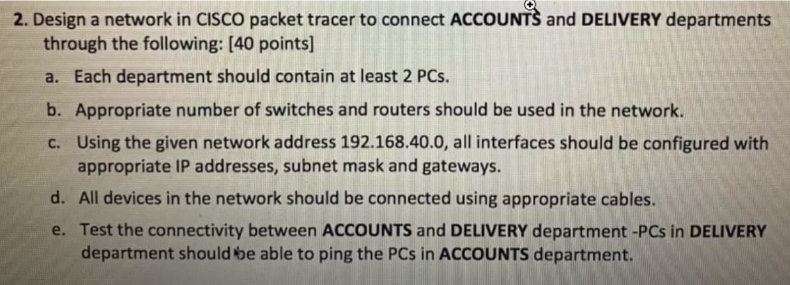 2. Design a network in CISCO packet tracer to connect ACCOUNTS and DELIVERY departments
through the following: [40 points]
a. Each department should contain at least 2 PCs.
b. Appropriate number of switches and routers should be used in the network.
c. Using the given network address 192.168.40.0, all interfaces should be configured with
appropriate IP addresses, subnet mask and gateways.
d. All devices in the network should be connected using appropriate cables.
e. Test the connectivity between ACCOUNTS and DELIVERY department -PCs in DELIVERY
department should be able to ping the PCs in ACCOUNTS department.